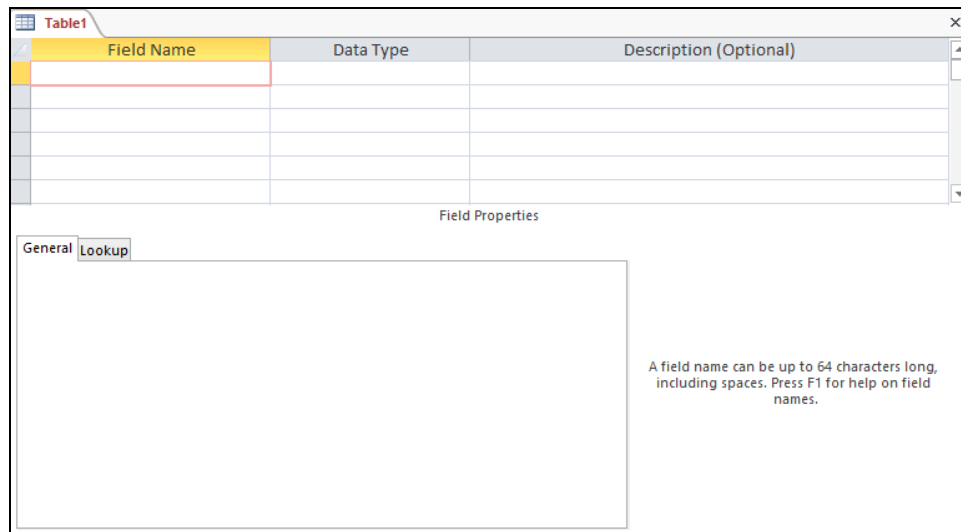 Table1
Field Name Data Type Description (Optional)
Field Properties
General Lookup
A field name can be up to 64 characters long,
including spaces. Press F1 for help on field
names.